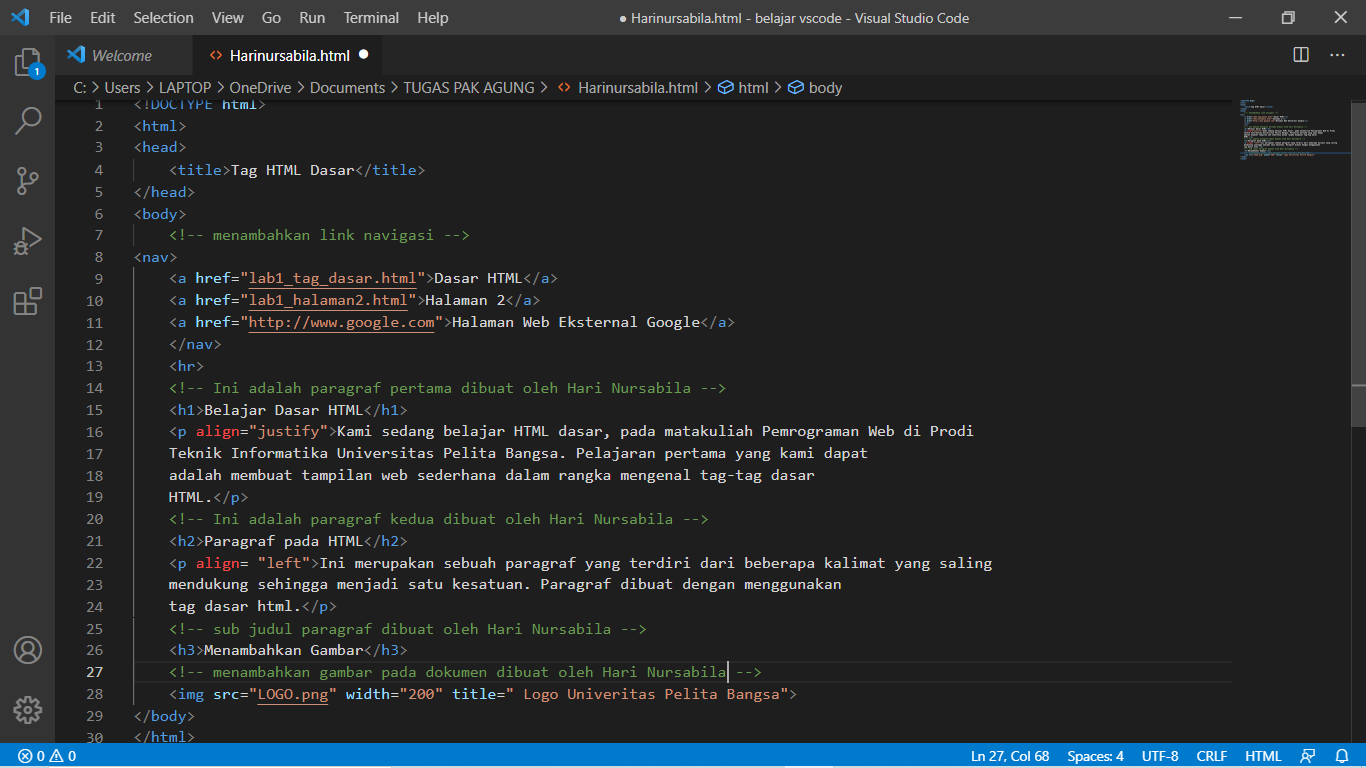 File Edit Selection View Go Run Terminal Help ● Harinursabila.html - belajar vscode - Visual Studio Code
1 Welcome Harinursabila.html ●
C: > Users > LAPTOP > OneDrive > Documents > TUGAS PAK AGUNG > <> Harinursabila.html > html > body
1 <!DOCTYPE html>
2 <html>
3 <head>
4 <title>Tag HTML Dasar</title>
5 </head>
6 <body>
7 <!-- menambahkan link navigasi -->
8 <nav>
9 <a href="lab1_tag_dasar.html">Dasar HTML</a>
10 <a href="lab1_halaman2.html">Halaman 2</a>
11 <a href="http://www.google.com">Halaman Web Eksternal Google</a>
12 </nav>
13 <hr>
14 <!-- Ini adalah paragraf pertama dibuat oleh Hari Nursabila -->
15 <h1>Belajar Dasar HTML</h1>
16 <p align="justify">Kami sedang belajar HTML dasar, pada matakuliah Pemrograman Web di Prodi
17 Teknik Informatika Universitas Pelita Bangsa. Pelajaran pertama yang kami dapat
18 adalah membuat tampilan web sederhana dalam rangka mengenal tag-tag dasar
19 HTML.</p>
20 <!-- Ini adalah paragraf kedua dibuat oleh Hari Nursabila -->
21 <h2>Paragraf pada HTML</h2>
22 <p align= "left">Ini merupakan sebuah paragraf yang terdiri dari beberapa kalimat yang saling
23 mendukung sehingga menjadi satu kesatuan. Paragraf dibuat dengan menggunakan
24 tag dasar html.</p>
25 <!-- sub judul paragraf dibuat oleh Hari Nursabila -->
26 <h3>Menambahkan Gambar</h3>
27 <!-- menambahkan gambar pada dokumen dibuat oleh Hari Nursabila -->
28 <img src="LOGO.png" width="200" title=" Logo Univeritas Pelita Bangsa">
29 </body>
30 </html>
0 0 Ln 27, Col 68 Spaces: 4 UTF-8 CRLF HTML